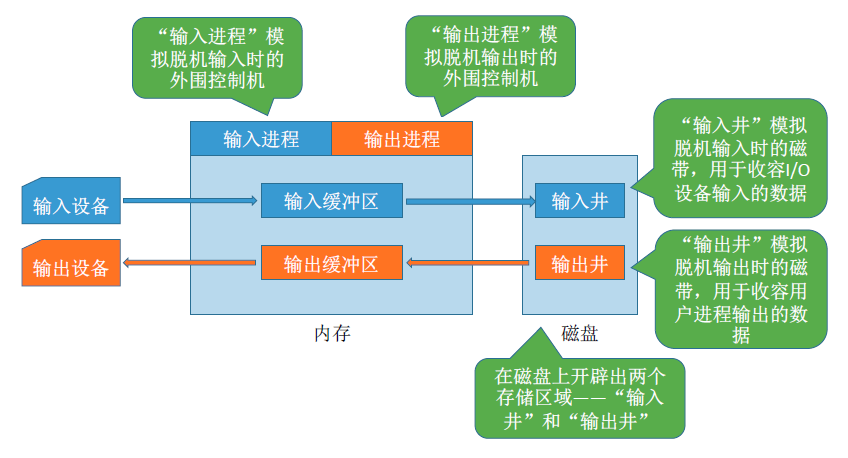 “输入进程”模
拟脱机输入时的
外围控制机
“输出进程”模
拟脱机输出时的
外围控制机
输入进程
输出进程
“输入井”模拟
脱机输入时的磁
带，用于收容I/O
设备输入的数据
输入设备
输入缓冲区
输入井
输出设备
输出缓冲区
输出井
“输出井”模拟
脱机输出时的磁
带，用于收容用
户进程输出的数
据
内存
磁盘
在磁盘上开辟出两个
存储区域——“输入
井”和“输出井”